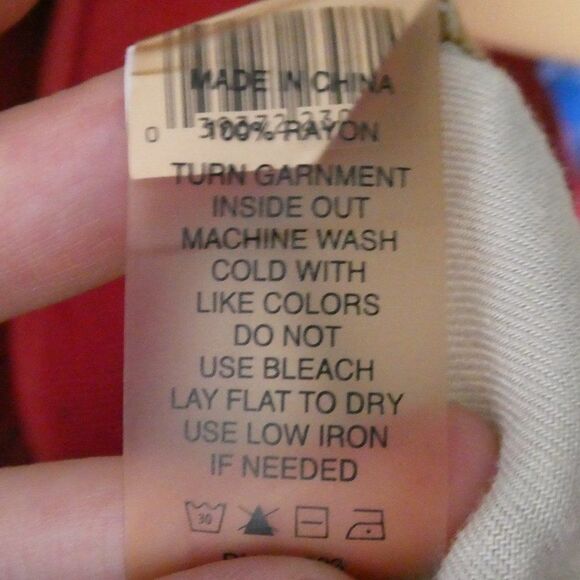 MADE IN CHINA
0
100% RAYON
TURN GARNMENT
INSIDE OUT
MACHINE WASH
COLD WITH
LIKE COLORS
DO NOT
USE BLEACH
LAY FLAT TO DRY
USE LOW IRON
IF NEEDED
30